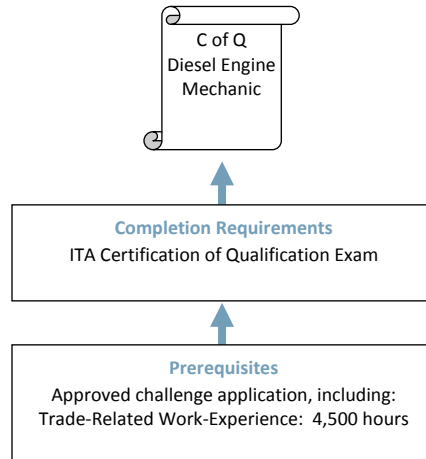 C of Q
Diesel Engine
Mechanic
Completion Requirements
ITA Certification of Qualification Exam
Prerequisites
Approved challenge application, including:
Trade-Related Work-Experience:  4,500 hours